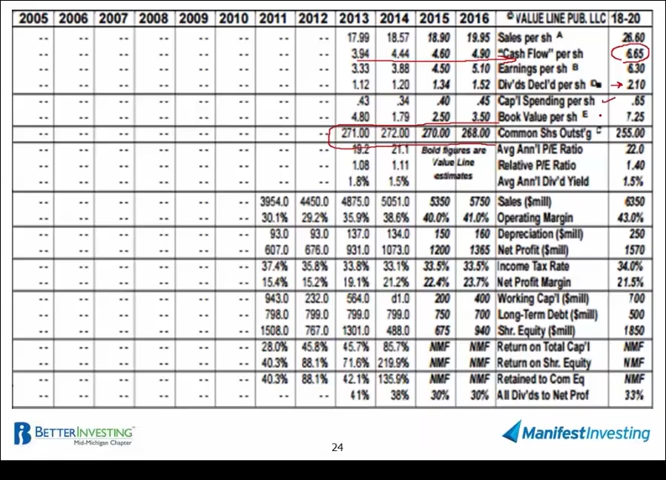 2005 2006 2007 2008 2009 2010 2011 2012 2013 2014 2015 2016 © VALUE LINE PUB. LLC 18-20
-- -- -- -- -- -- -- -- 17.99 18.57 18.90 19.95 Sales per sh A 26.60
-- -- -- -- -- -- -- -- 3.94 4.44 4.60 4.90 "Cash Flow" per sh 6.65
-- -- -- -- -- -- -- -- 3.33 3.88 4.50 5.10 Earnings per sh B 6.30
-- -- -- -- -- -- -- -- 1.12 1.20 1.34 1.52 Div'ds Decl'd per sh D■ 2.10
-- -- -- -- -- -- -- -- .43 .34 .40 .45 Cap'l Spending per sh .65
-- -- -- -- -- -- -- -- 4.80 1.79 2.50 3.50 Book Value per sh E 7.25
-- -- -- -- -- -- -- -- 271.00 272.00 270.00 268.00 Common Shs Outst'g C 255.00
-- -- -- -- -- -- -- -- 19.2 21.1 Bold figures are Avg Ann'l P/E Ratio 22.0
-- -- -- -- -- -- -- -- 1.08 1.11 Value Line Relative P/E Ratio 1.40
-- -- -- -- -- -- -- -- 1.8% 1.5% estimates Avg Ann'l Div'd Yield 1.5%
-- -- -- -- -- -- 3954.0 4450.0 4875.0 5051.0 5350 5750 Sales ($mill) 6350
-- -- -- -- -- -- 30.1% 29.2% 35.9% 38.6% 40.0% 41.0% Operating Margin 43.0%
-- -- -- -- -- -- 93.0 93.0 137.0 134.0 150 160 Depreciation ($mill) 250
-- -- -- -- -- -- 607.0 676.0 931.0 1073.0 1200 1365 Net Profit ($mill) 1570
-- -- -- -- -- -- 37.4% 35.8% 33.8% 33.1% 33.5% 33.5% Income Tax Rate 34.0%
-- -- -- -- -- -- 15.4% 15.2% 19.1% 21.2% 22.4% 23.7% Net Profit Margin 21.5%
-- -- -- -- -- -- 943.0 232.0 564.0 d1.0 200 400 Working Cap'l ($mill) 700
-- -- -- -- -- -- 798.0 799.0 799.0 799.0 750 700 Long-Term Debt ($mill) 500
-- -- -- -- -- -- 1508.0 767.0 1301.0 488.0 675 940 Shr. Equity ($mill) 1850
-- -- -- -- -- -- 28.0% 45.8% 45.7% 85.7% NMF NMF Return on Total Cap'l NMF
-- -- -- -- -- -- 40.3% 88.1% 71.6% 219.9% NMF NMF Return on Shr. Equity NMF
-- -- -- -- -- -- 40.3% 88.1% 42.1% 135.9% NMF NMF Retained to Com Eq NMF
-- -- -- -- -- -- -- -- 41% 38% 30% 30% All Div'ds to Net Prof 33%
BETTERINVESTING™
Mid-Michigan Chapter
24
ManifestInvesting